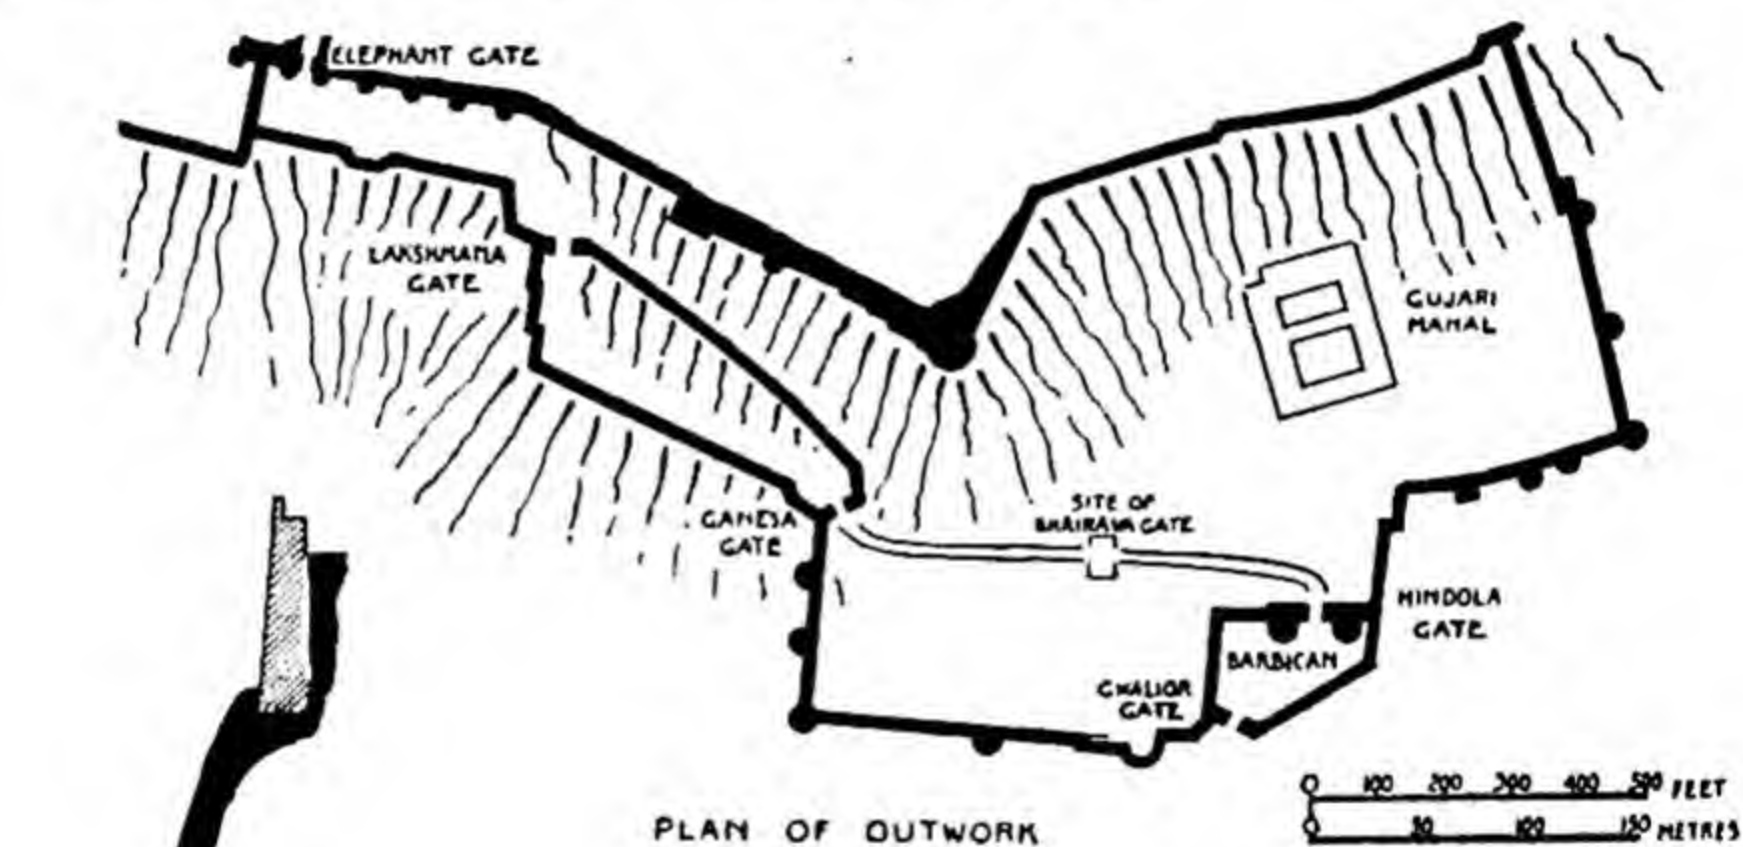 ELEPHANT GATE
LAKSHMANA
GATE
GUJARI
MAHAL
SITE OF
BHAIRAVA GATE
GANESA
GATE
HINDOLA
GATE
BARBICAN
GWALIOR
GATE
0 100 200 300 400 500 FEET
0 50 100 150 METRES
PLAN OF OUTWORK